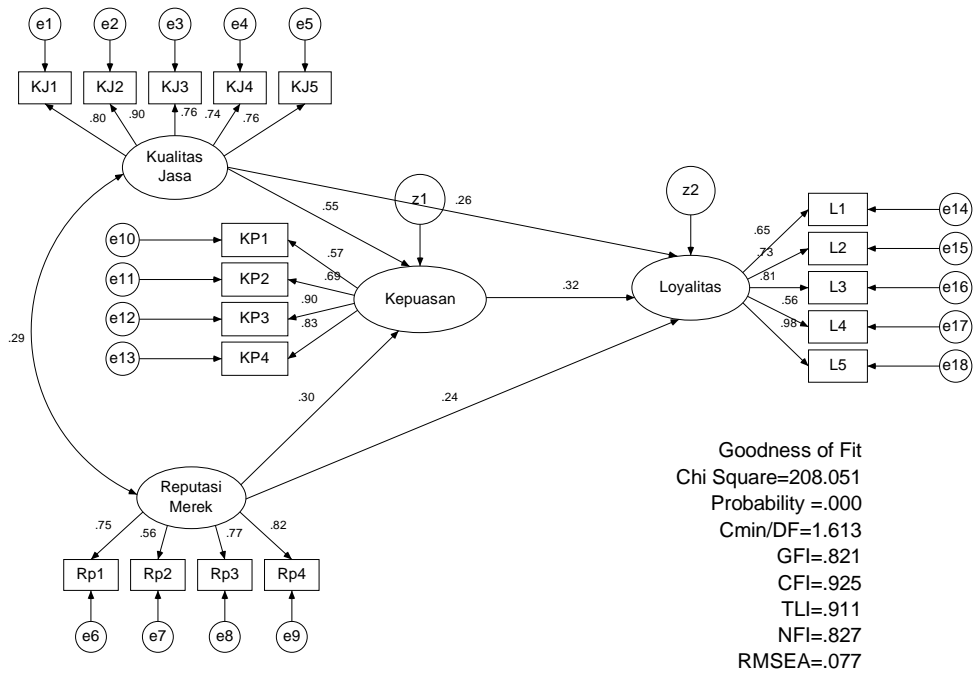 e1
e2
e3
e4
e5
KJ1
KJ2
KJ3
KJ4
KJ5
.80
.90
.76
.74
.76
Kualitas
Jasa
z1
z2
.26
.55
e10
KP1
e11
KP2
e12
KP3
e13
KP4
.57
.69
.90
.83
Kepuasan
.32
Loyalitas
.65
.73
.81
.56
.98
L1
e14
L2
e15
L3
e16
L4
e17
L5
e18
.29
.30
.24
Reputasi
Merek
.75
.56
.77
.82
Rp1
Rp2
Rp3
Rp4
e6
e7
e8
e9
Goodness of Fit
Chi Square=208.051
Probability =.000
Cmin/DF=1.613
GFI=.821
CFI=.925
TLI=.911
NFI=.827
RMSEA=.077